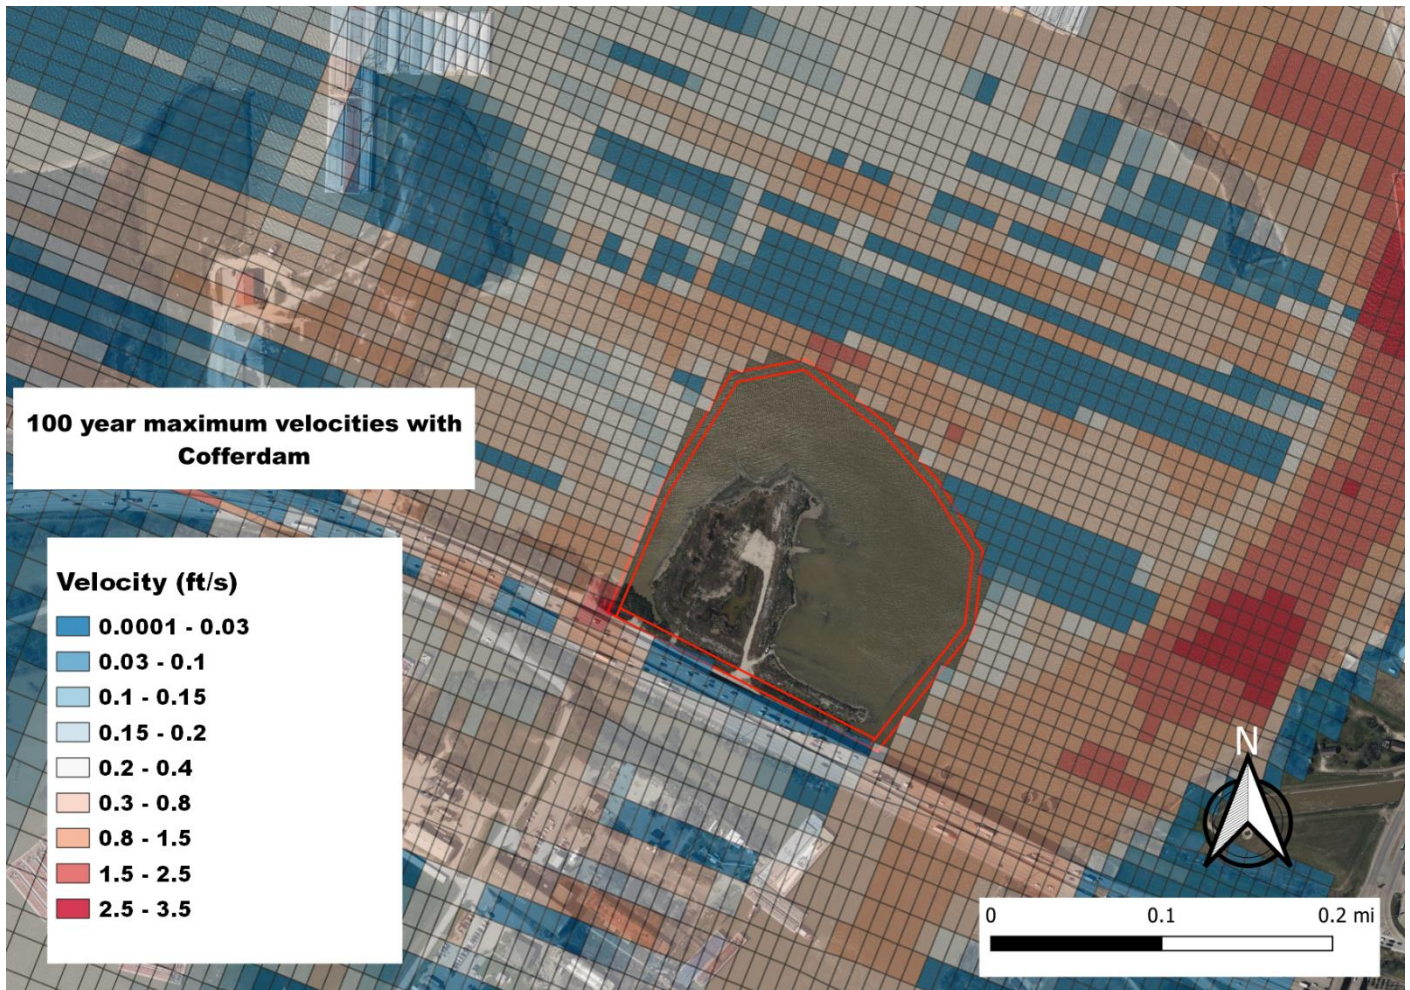 100 year maximum velocities with
Cofferdam
Velocity (ft/s)
0.0001 - 0.03
0.03 - 0.1
0.1 - 0.15
0.15 - 0.2
0.2 - 0.4
0.3 - 0.8
0.8 - 1.5
1.5 - 2.5
2.5 - 3.5
N
0 0.1 0.2 mi